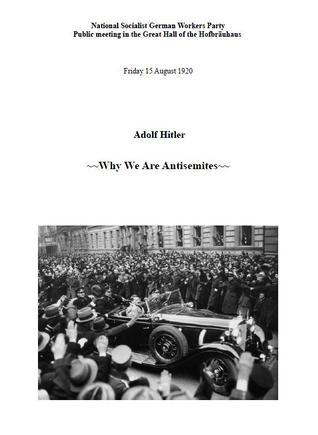 National Socialist German Workers Party
Public meeting in the Great Hall of the Hofbräuhaus
Friday 15 August 1920
Adolf Hitler
~~Why We Are Antisemites~~